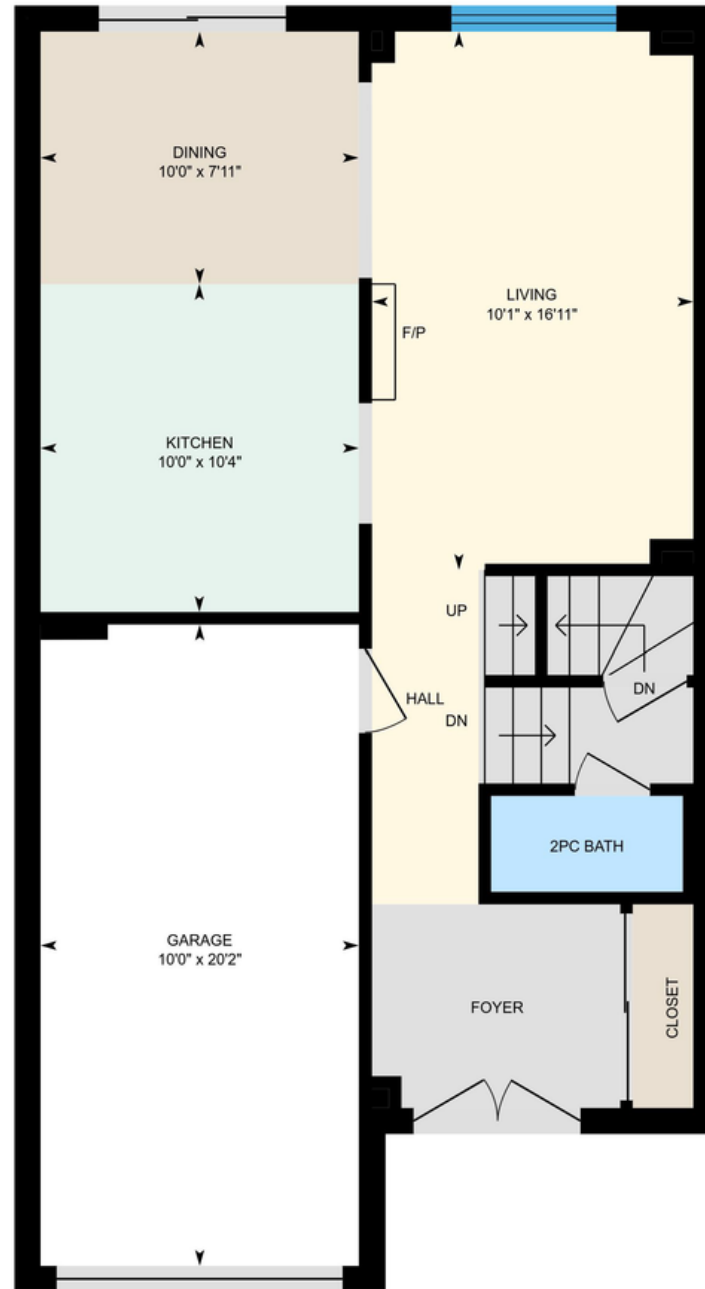 DINING
10'0" x 7'11"
LIVING
10'1" x 16'11"
F/P
KITCHEN
10'0" x 10'4"
UP
DN
HALL
DN
2PC BATH
GARAGE
10'0" x 20'2"
FOYER
CLOSET